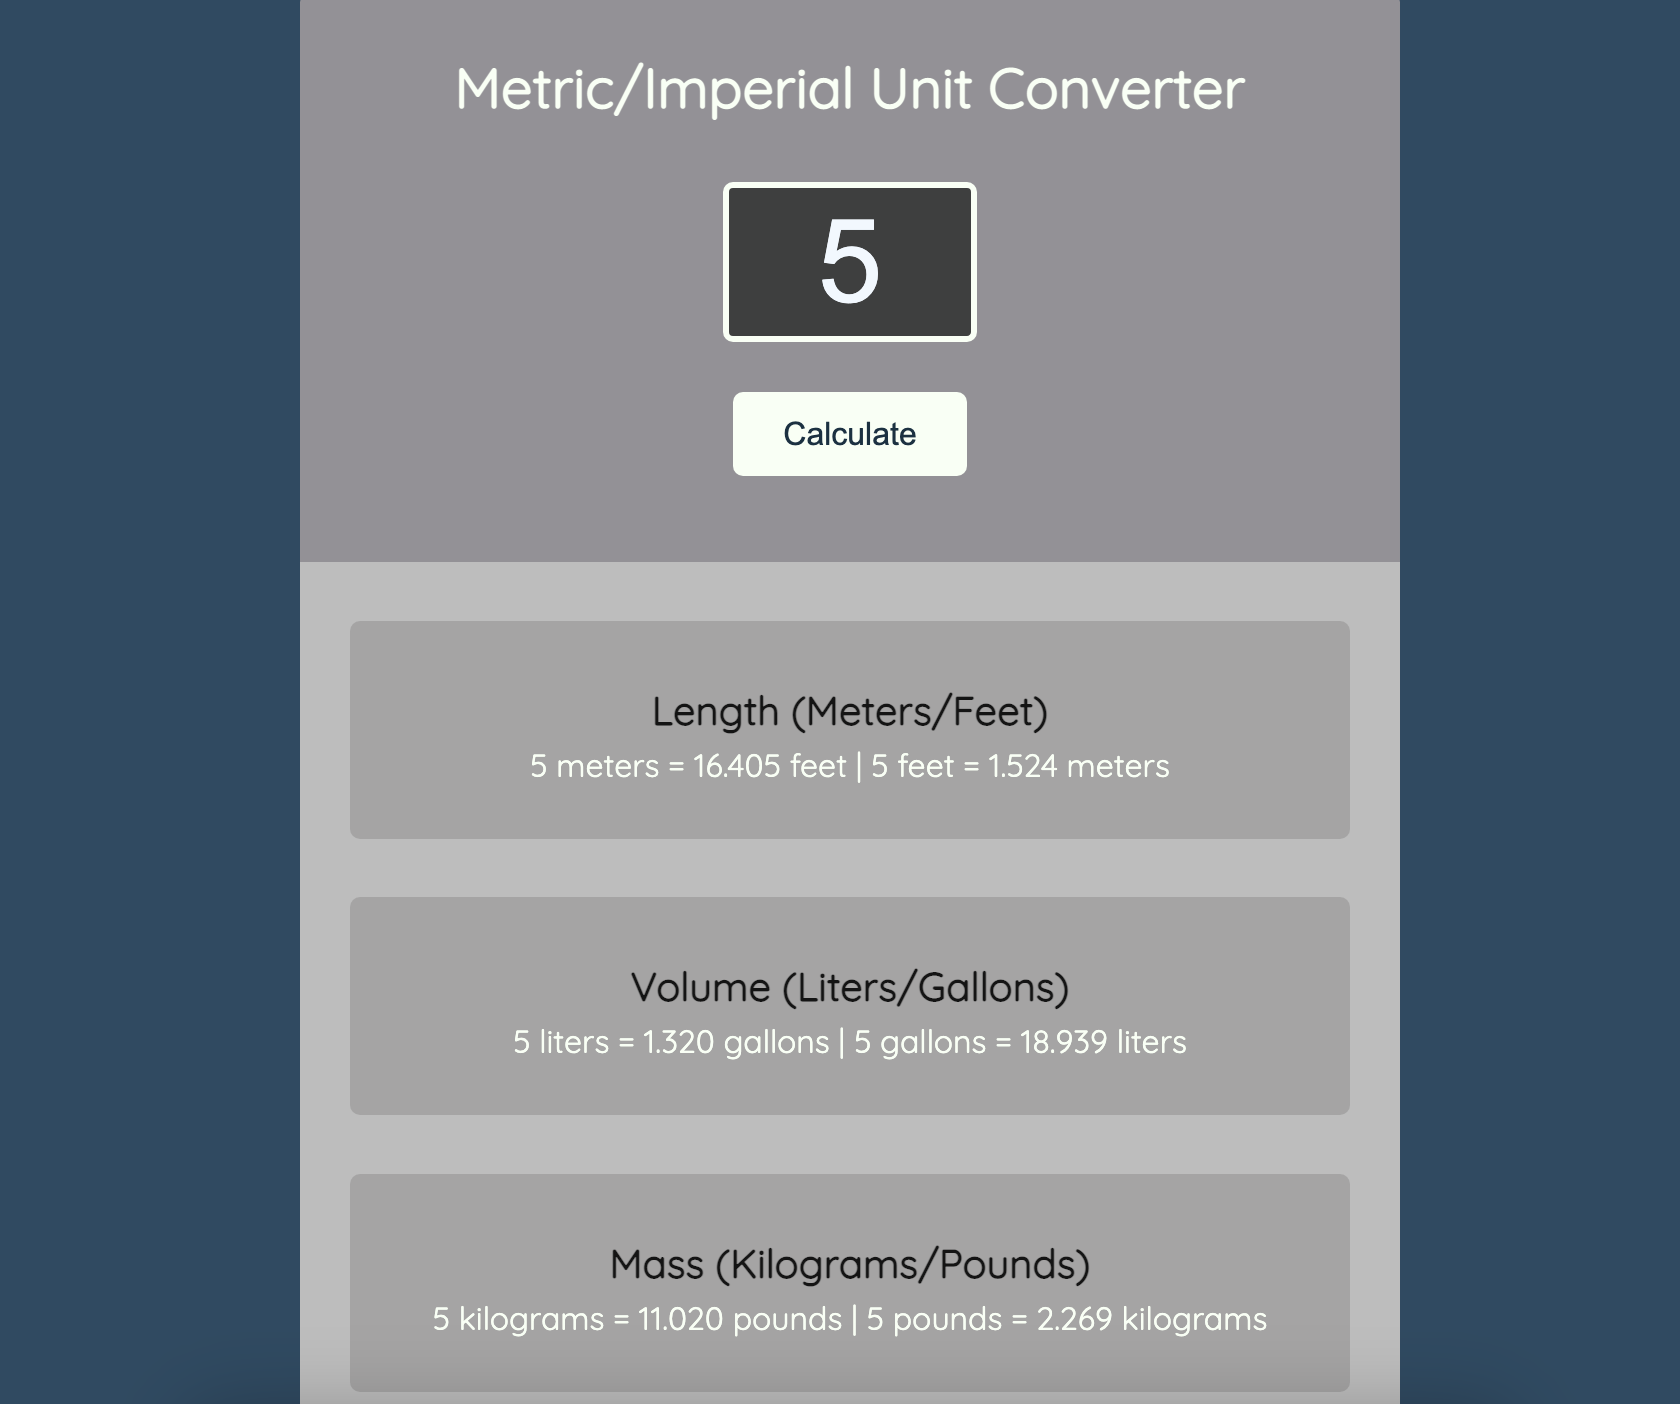 Metric/Imperial Unit Converter
5
Calculate
Length (Meters/Feet)
5 meters = 16.405 feet | 5 feet = 1.524 meters
Volume (Liters/Gallons)
5 liters = 1.320 gallons | 5 gallons = 18.939 liters
Mass (Kilograms/Pounds)
5 kilograms = 11.020 pounds | 5 pounds = 2.269 kilograms